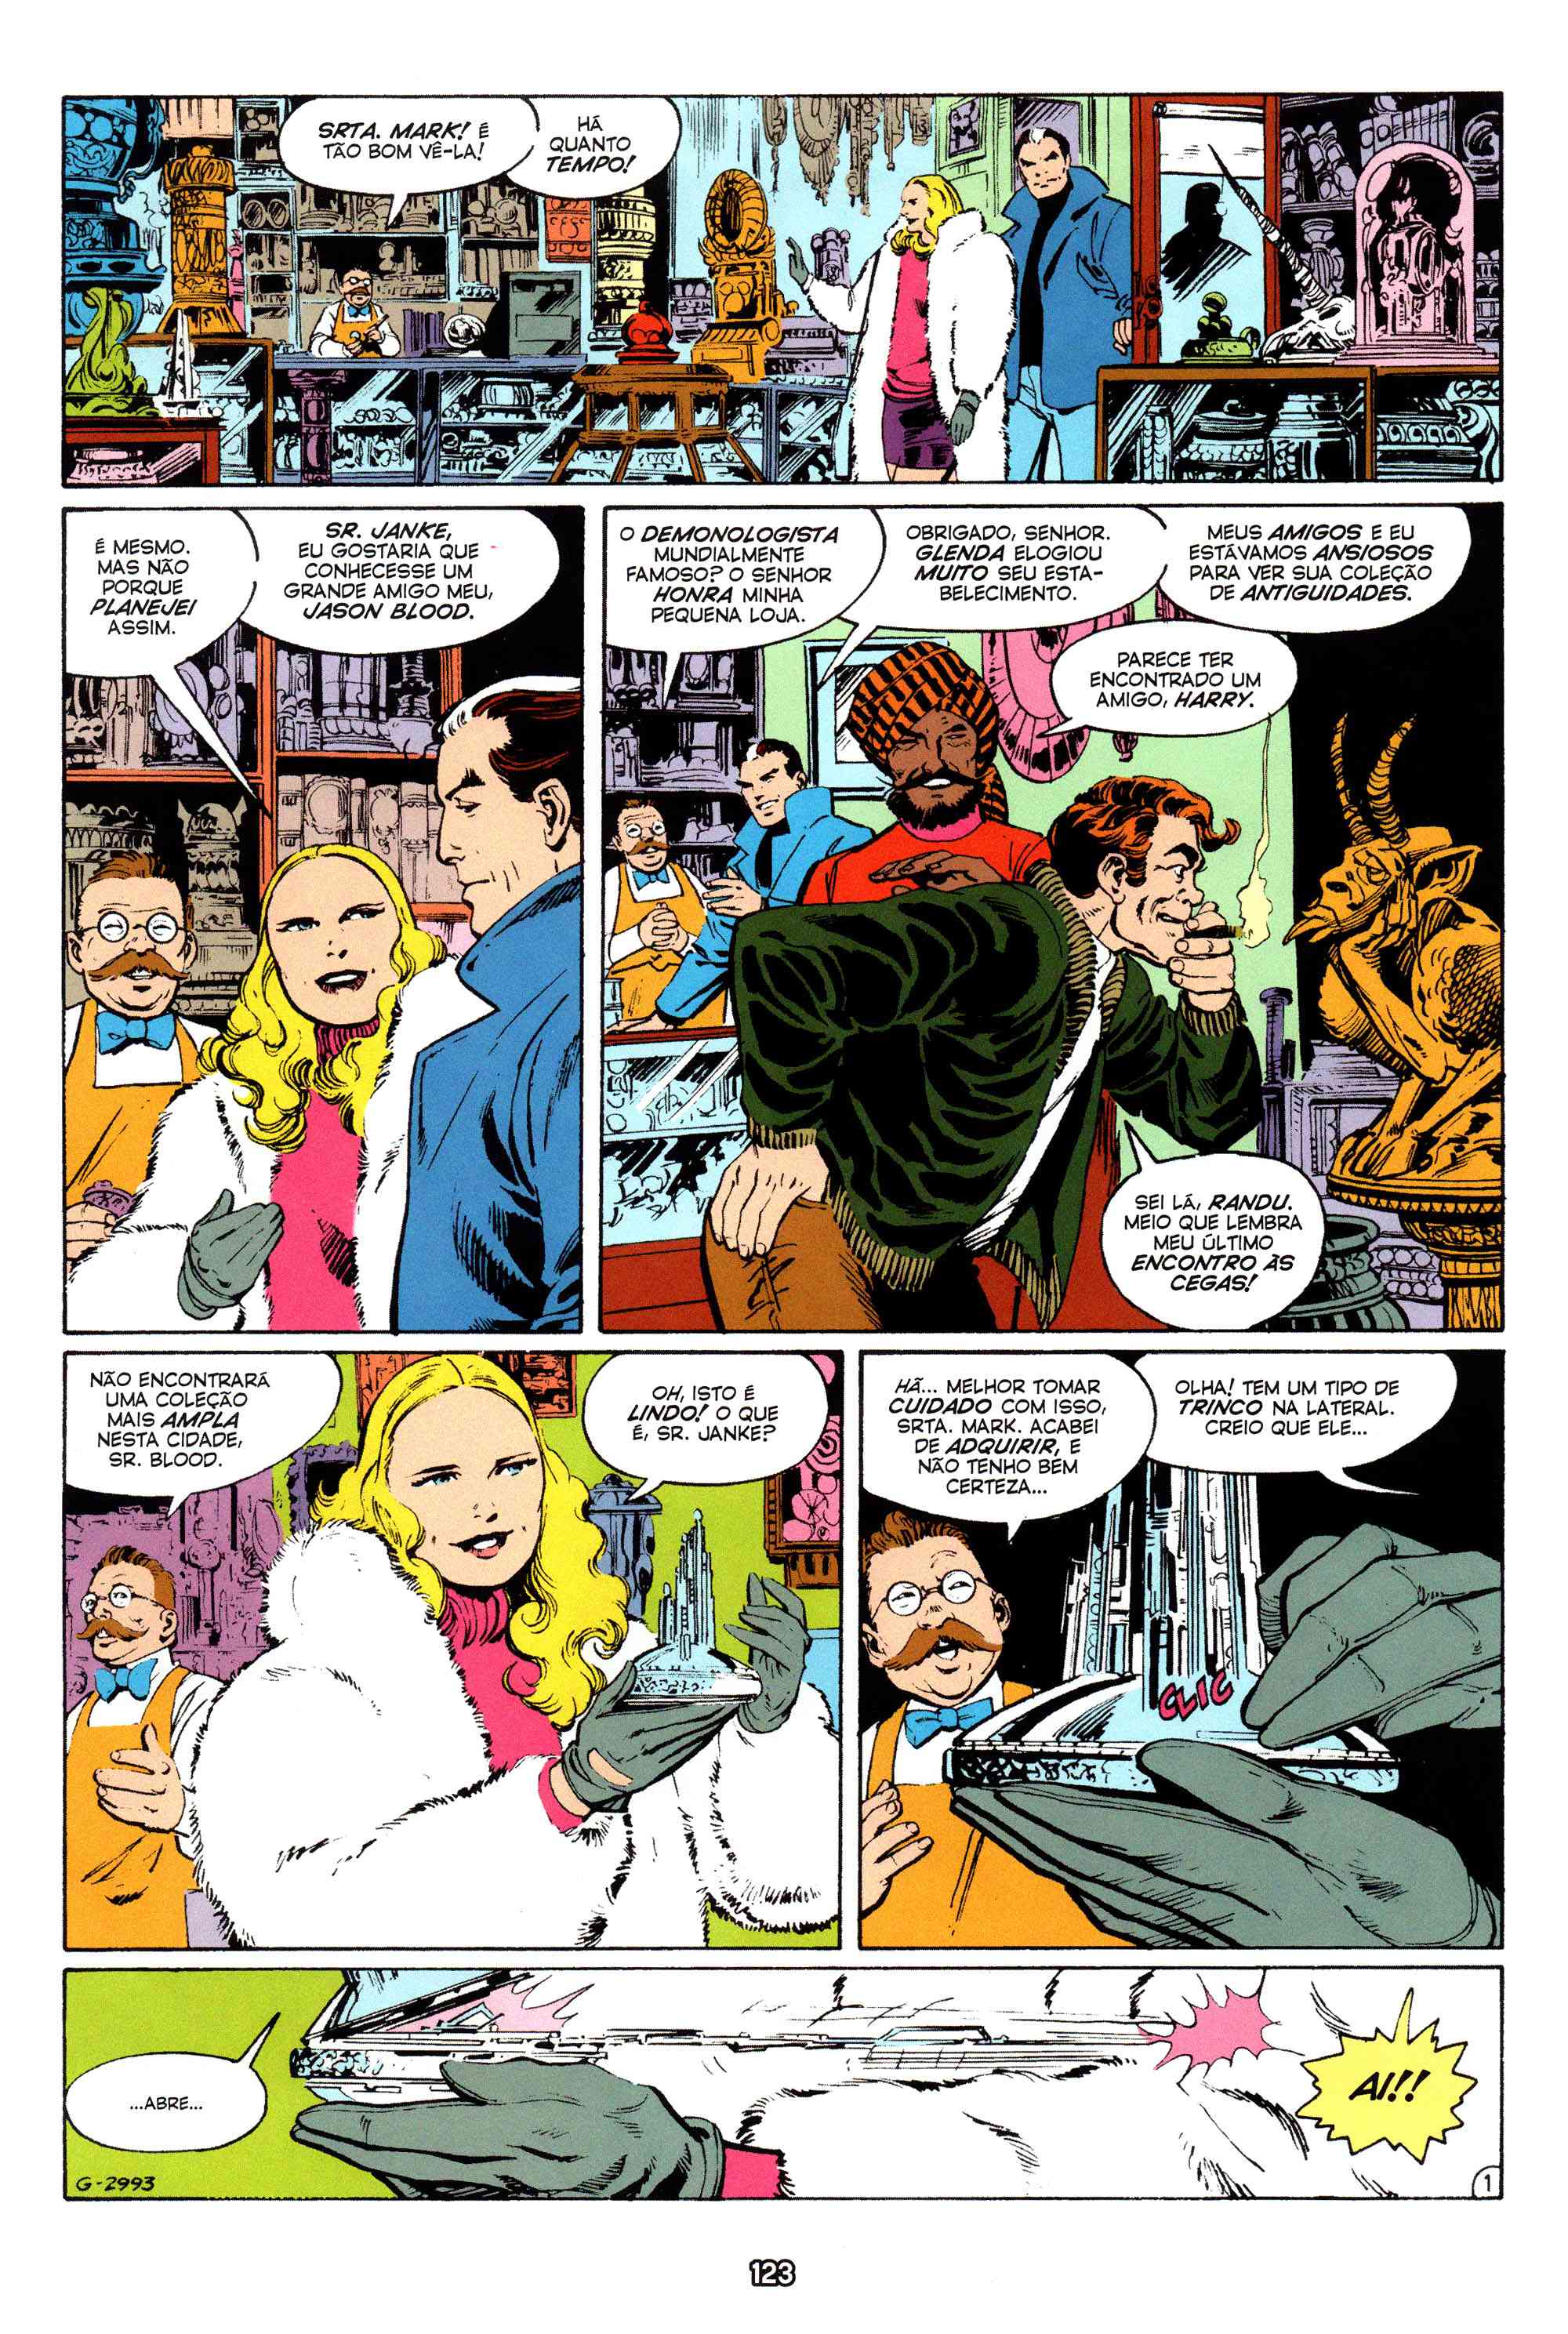 SRTA. MARK! É
TÃO BOM VÊ-LA!
HÁ
QUANTO
TEMPO!
É MESMO.
MAS NÃO
PORQUE
PLANEJEI
ASSIM.
SR. JANKE,
EU GOSTARIA QUE
CONHECESSE UM
GRANDE AMIGO MEU,
JASON BLOOD.
O DEMONOLOGISTA
MUNDIALMENTE
FAMOSO? O SENHOR
HONRA MINHA
PEQUENA LOJA.
OBRIGADO, SENHOR.
GLENDA ELOGIOU
MUITO SEU ESTA-
BELECIMENTO.
MEUS AMIGOS E EU
ESTÁVAMOS ANSIOSOS
PARA VER SUA COLEÇÃO
DE ANTIGUIDADES.
PARECE TER
ENCONTRADO UM
AMIGO, HARRY.
SEI LÁ, RANDU.
MEIO QUE LEMBRA
MEU ÚLTIMO
ENCONTRO ÀS
CEGAS!
NÃO ENCONTRARÁ
UMA COLEÇÃO
MAIS AMPLA
NESTA CIDADE,
SR. BLOOD.
OH, ISTO É
LINDO! O QUE
É, SR. JANKE?
HÃ... MELHOR TOMAR
CUIDADO COM ISSO,
SRTA. MARK. ACABEI
DE ADQUIRIR, E
NÃO TENHO BEM
CERTEZA...
OLHA! TEM UM TIPO DE
TRINCO NA LATERAL.
CREIO QUE ELE...
CLIC
...ABRE...
AI!!
G-2993
1
123